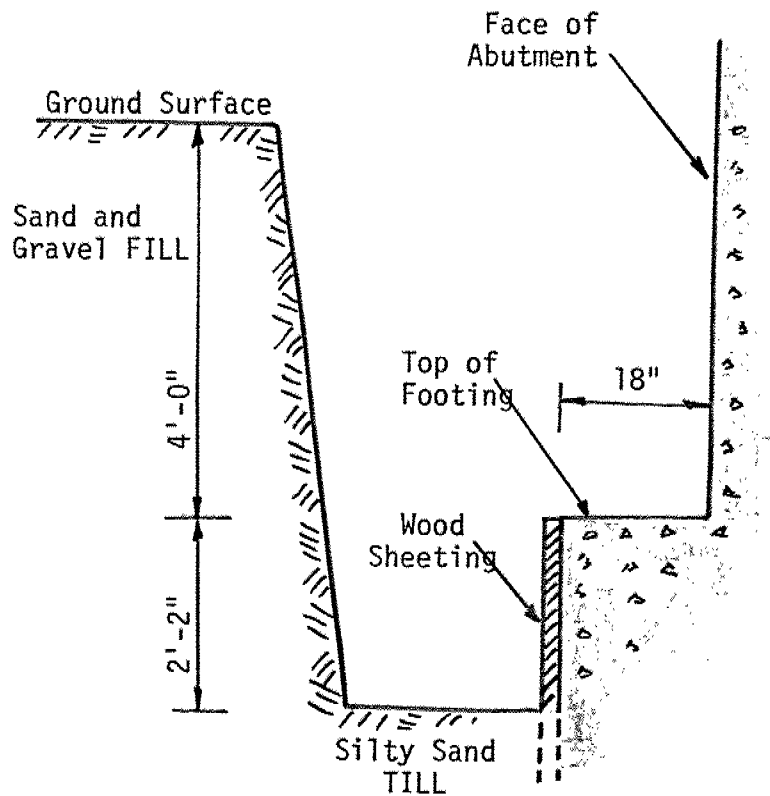 Face of
Abutment
Ground Surface
Sand and
Gravel FILL
4'-0"
Top of
Footing
18"
Wood
Sheeting
2'-2"
Silty Sand
TILL